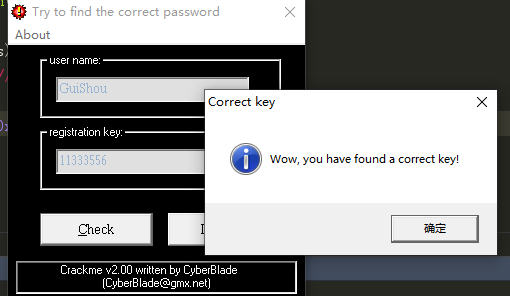 Try to find the correct password
About
user name:
GuiShou
registration key:
11333556
Check
Correct key
Wow, you have found a correct key!
确定
Crackme v2.00 written by CyberBlade
(CyberBlade@gmx.net)